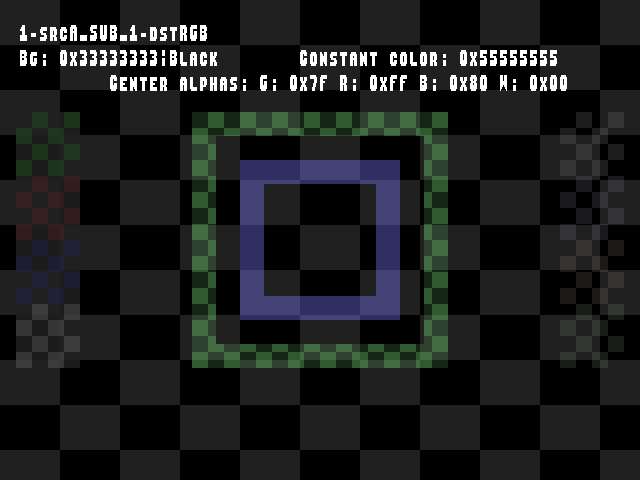 1-srcA_SUB_1-dstRGB
Bg: 0x33333333¦Black Constant color: 0x55555555
Center alphas: G: 0x7f R: 0xff B: 0x80 W: 0x00